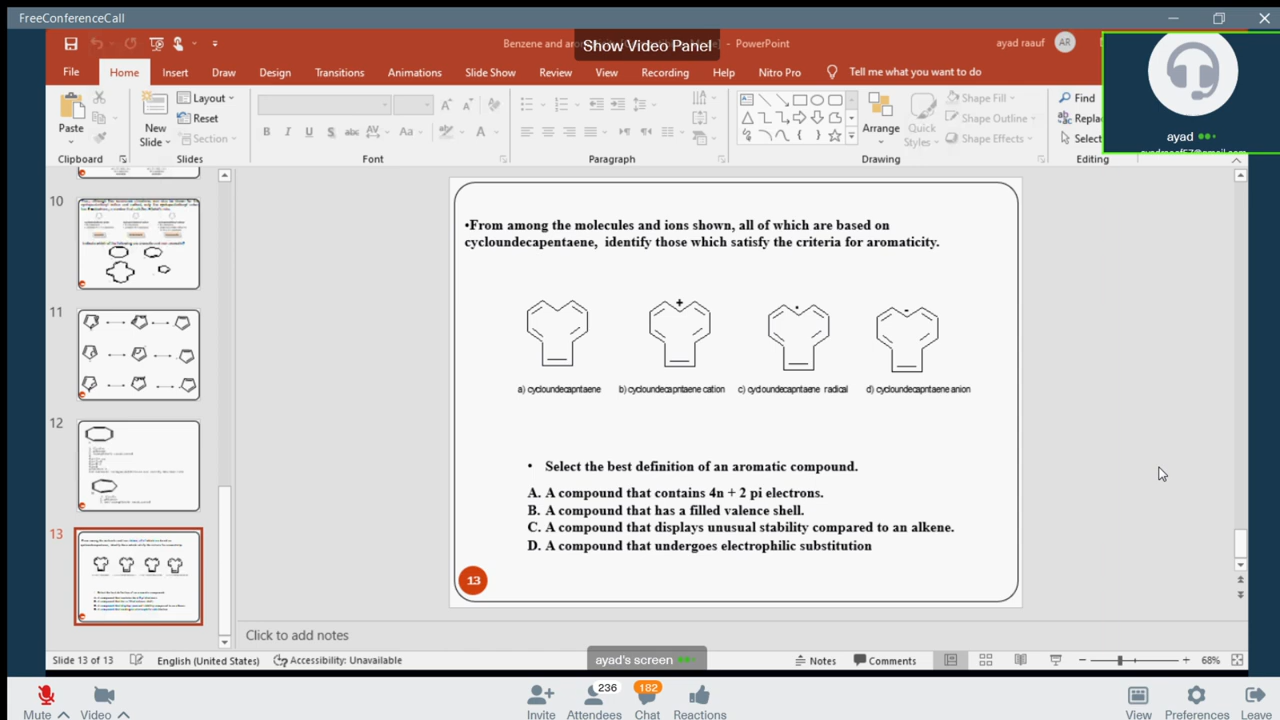 FreeConferenceCall
Show Video Panel
Benzene and aro
- PowerPoint
ayad raauf
AR
File
Home
Insert
Draw
Design
Transitions
Animations
Slide Show
Review
View
Recording
Help
Nitro Pro
Tell me what you want to do
ayad
Paste
New
Slide
Layout
Reset
Section
Arrange
Quick
Styles
Shape Fill
Shape Outline
Shape Effects
Find
Replac
Select
Clipboard
Slides
Font
Paragraph
Drawing
Editing
10
11
12
13
•From among the molecules and ions shown, all of which are based on
cycloundecapentaene, identify those which satisfy the criteria for aromaticity.
+
-
a) cycloundecapntaene
b) cycloundecapntaene cation
c) cycloundecapntaene radical
d) cycloundecapntaene anion
• Select the best definition of an aromatic compound.
A. A compound that contains 4n + 2 pi electrons.
B. A compound that has a filled valence shell.
C. A compound that displays unusual stability compared to an alkene.
D. A compound that undergoes electrophilic substitution
13
Click to add notes
Slide 13 of 13
English (United States)
Accessibility: Unavailable
ayad's screen
Notes
Comments
68%
Mute
Video
Invite
236
Attendees
182
Chat
Reactions
View
Preferences
Leave